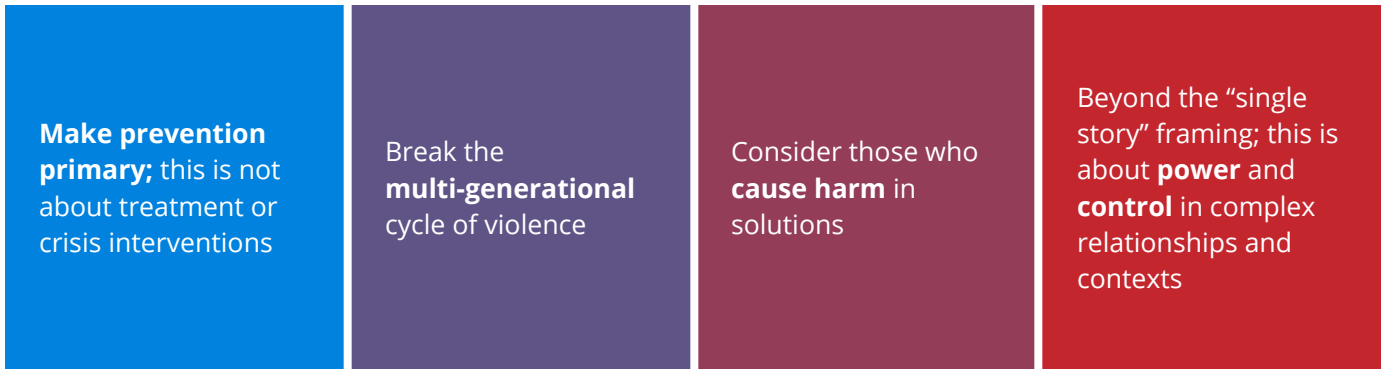 Make prevention
primary; this is not
about treatment or
crisis interventions
Break the
multi-generational
cycle of violence
Consider those who
cause harm in
solutions
Beyond the “single
story” framing; this is
about power and
control in complex
relationships and
contexts